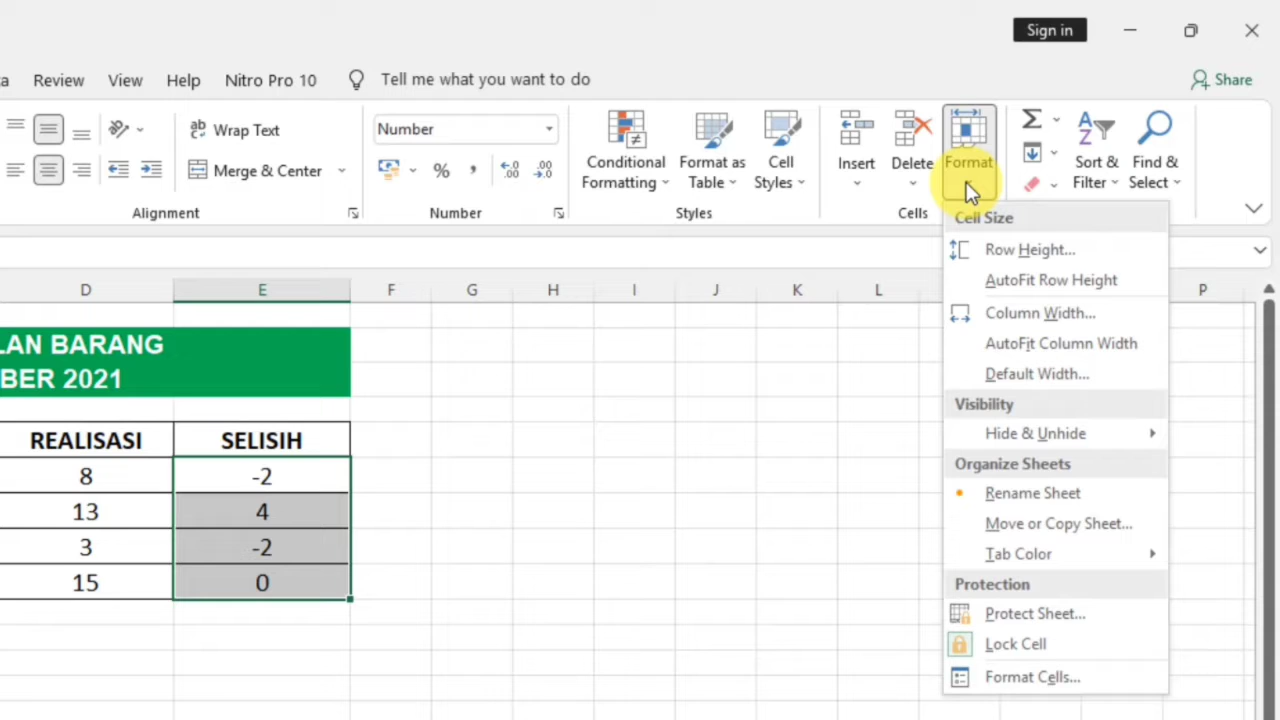 Sign in
a Review View Help Nitro Pro 10 Tell me what you want to do Share
ab Wrap Text
Merge & Center
Alignment
Number
% , .00
Number
Conditional Formatting
Format as Table
Cell Styles
Styles
Insert
Delete
Format
Cells
Sort & Filter
Find & Select
Cell Size
Row Height...
AutoFit Row Height
Column Width...
AutoFit Column Width
Default Width...
Visibility
Hide & Unhide
Organize Sheets
Rename Sheet
Move or Copy Sheet...
Tab Color
Protection
Protect Sheet...
Lock Cell
Format Cells...
D E F G H I J K L P
LAN BARANG
BER 2021
REALISASI SELISIH
8 -2
13 4
3 -2
15 0